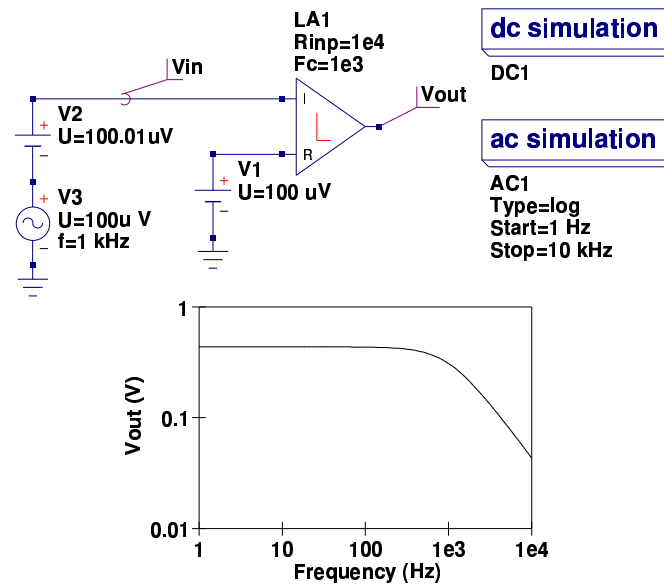 LA1
Rinp=1e4
Fc=1e3
dc simulation
DC1
Vin
Vout
I
R
L
V2
U=100.01uV
V1
U=100 uV
V3
U=100u V
f=1 kHz
ac simulation
AC1
Type=log
Start=1 Hz
Stop=10 kHz
1
0.1
0.01
Vout (V)
1
10
100
1e3
1e4
Frequency (Hz)